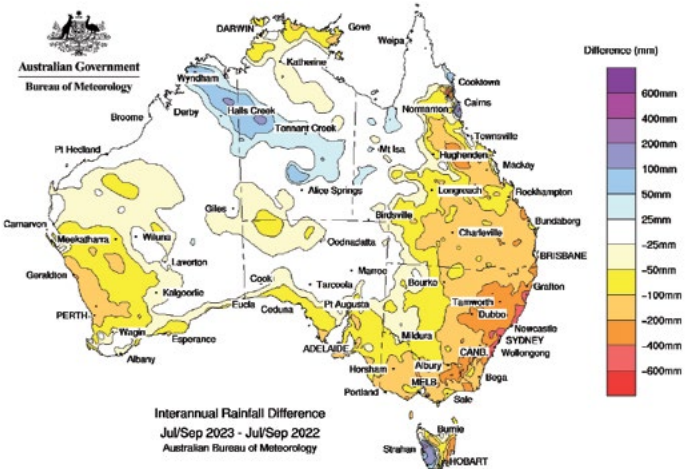 Australian Government
Bureau of Meteorology
DARWIN
Gove
Weipa
Katherine
Wyndham
Cooktown
Cairns
Normanton
Derby
Halls Creek
Broome
Tennant Creek
Townsville
Mt Isa
Pt Hedland
Hughenden
Mackay
Alice Springs
Longreach
Rockhampton
Giles
Birdsville
Carnarvon
Bundaberg
Meekatharra
Wiluna
Oodnadatta
Charleville
BRISBANE
Laverton
Geraldton
Cook
Marree
Kalgoorlie
Tarcoola
Bourke
Grafton
Eucla
Ceduna
Pt Augusta
Tamworth
Dubbo
PERTH
Wagin
Esperance
Albany
Newcastle
SYDNEY
Wollongong
ADELAIDE
Mildura
CANB.
Albury
Horsham
Bega
MELB
Portland
Sale
Burnie
Strahan
HOBART
Interannual Rainfall Difference
Jul/Sep 2023 - Jul/Sep 2022
Australian Bureau of Meteorology
Difference (mm)
600mm
400mm
200mm
100mm
50mm
25mm
-25mm
-50mm
-100mm
-200mm
-400mm
-600mm